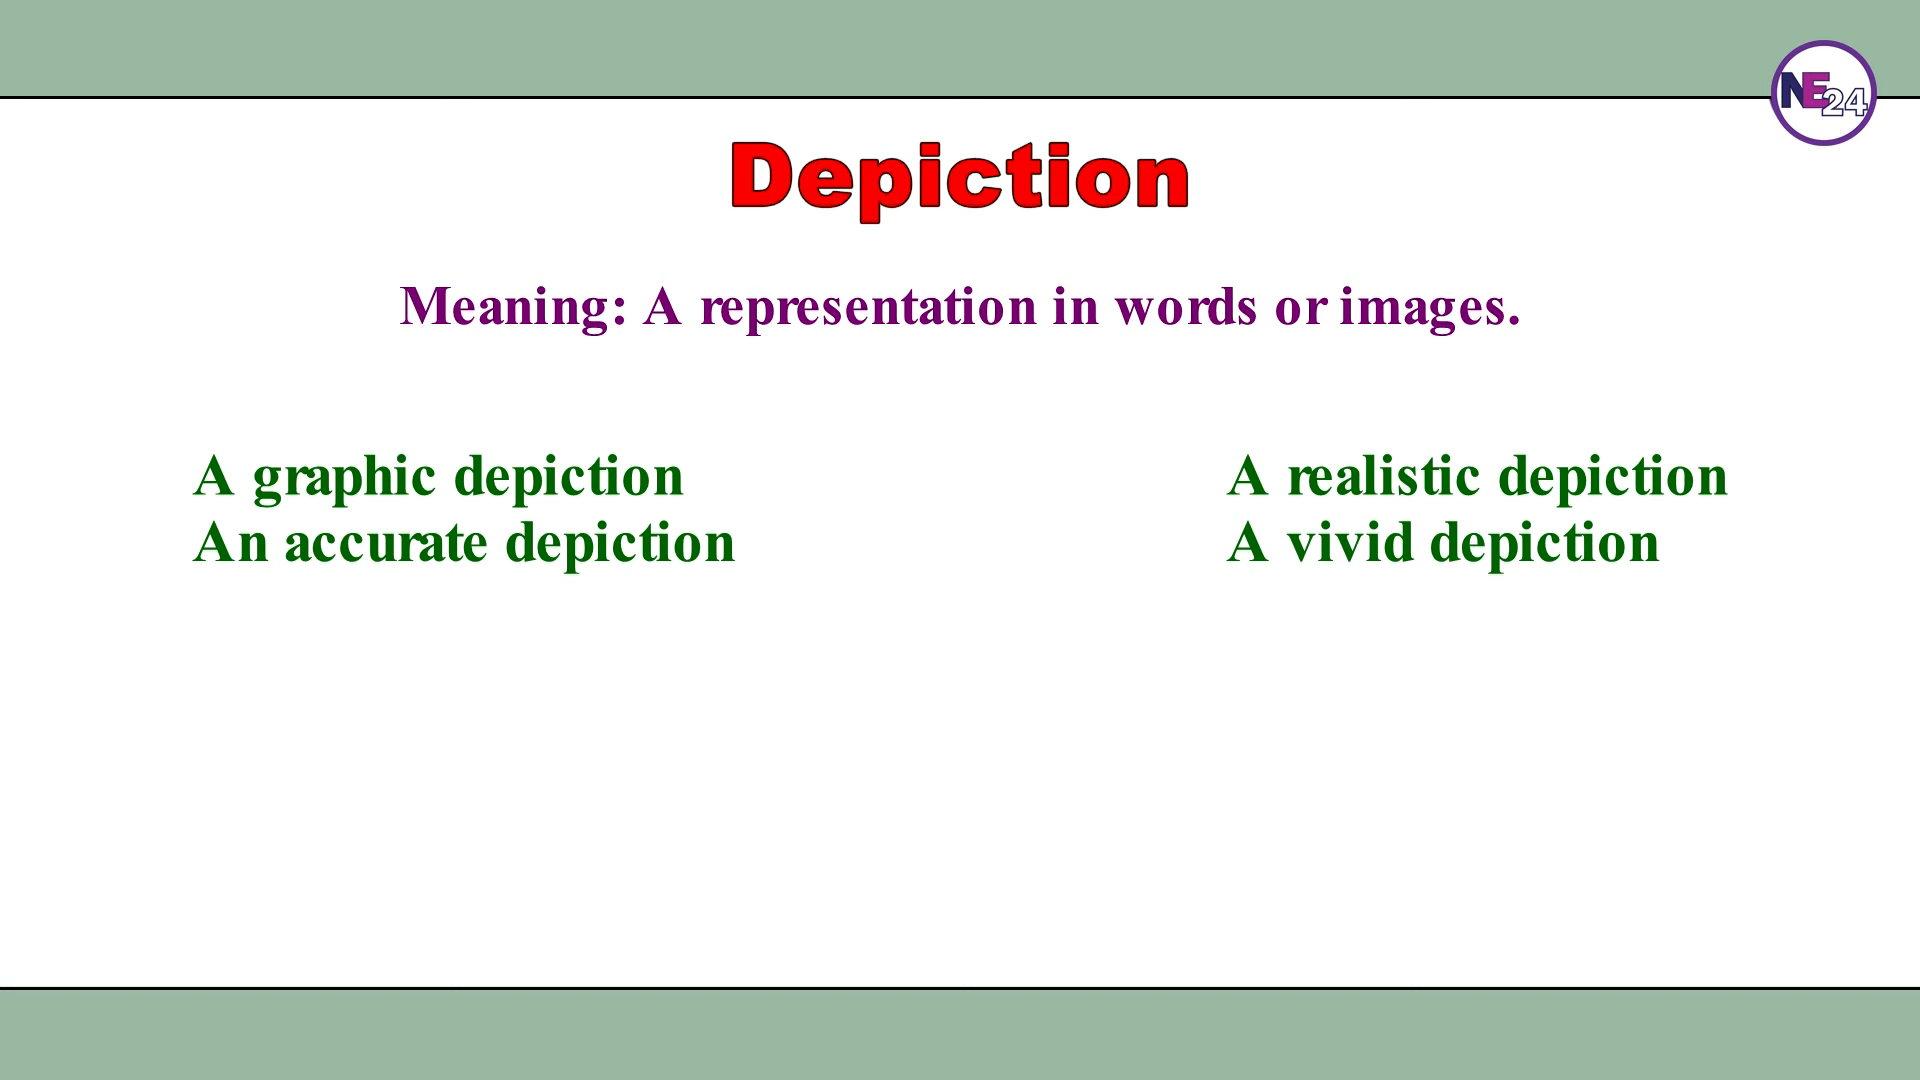 NE24
Depiction
Meaning: A representation in words or images.
A graphic depiction
An accurate depiction
A realistic depiction
A vivid depiction